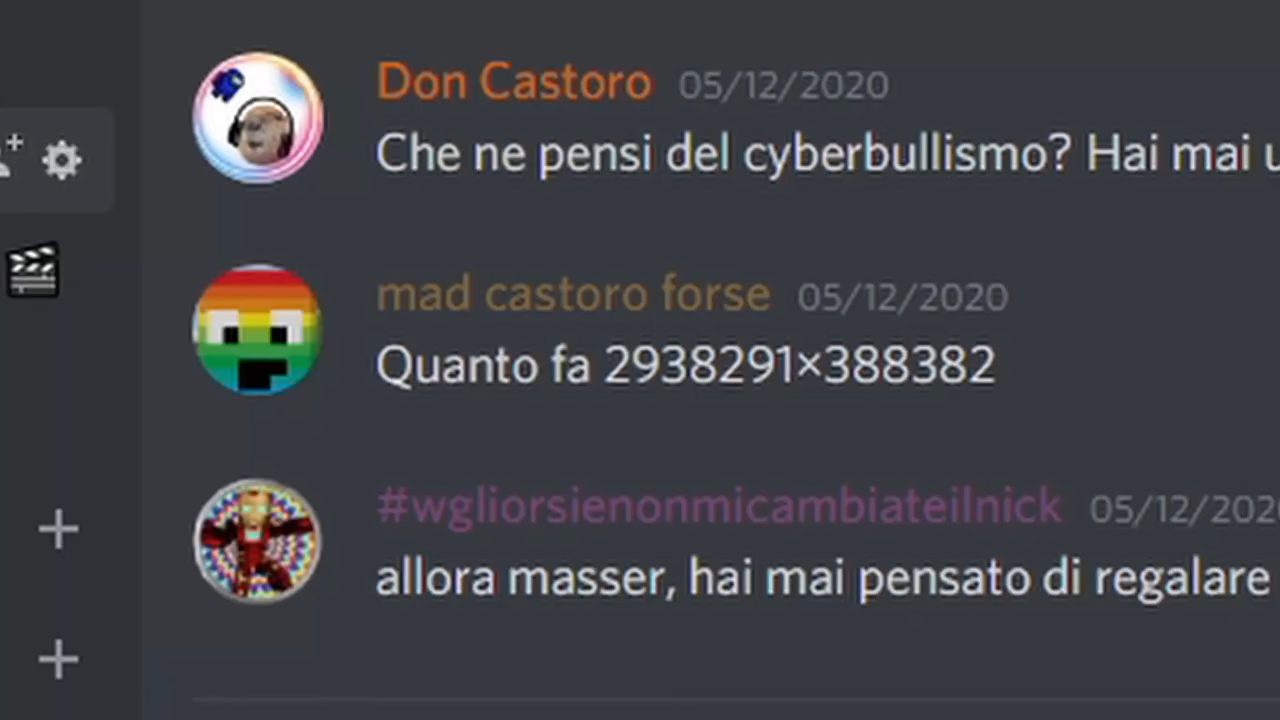 Don Castoro 05/12/2020
Che ne pensi del cyberbullismo? Hai mai
mad castoro forse 05/12/2020
Quanto fa 2938291×388382
#wgliorsienonmicambiateilnick 05/12/202
allora masser, hai mai pensato di regalare